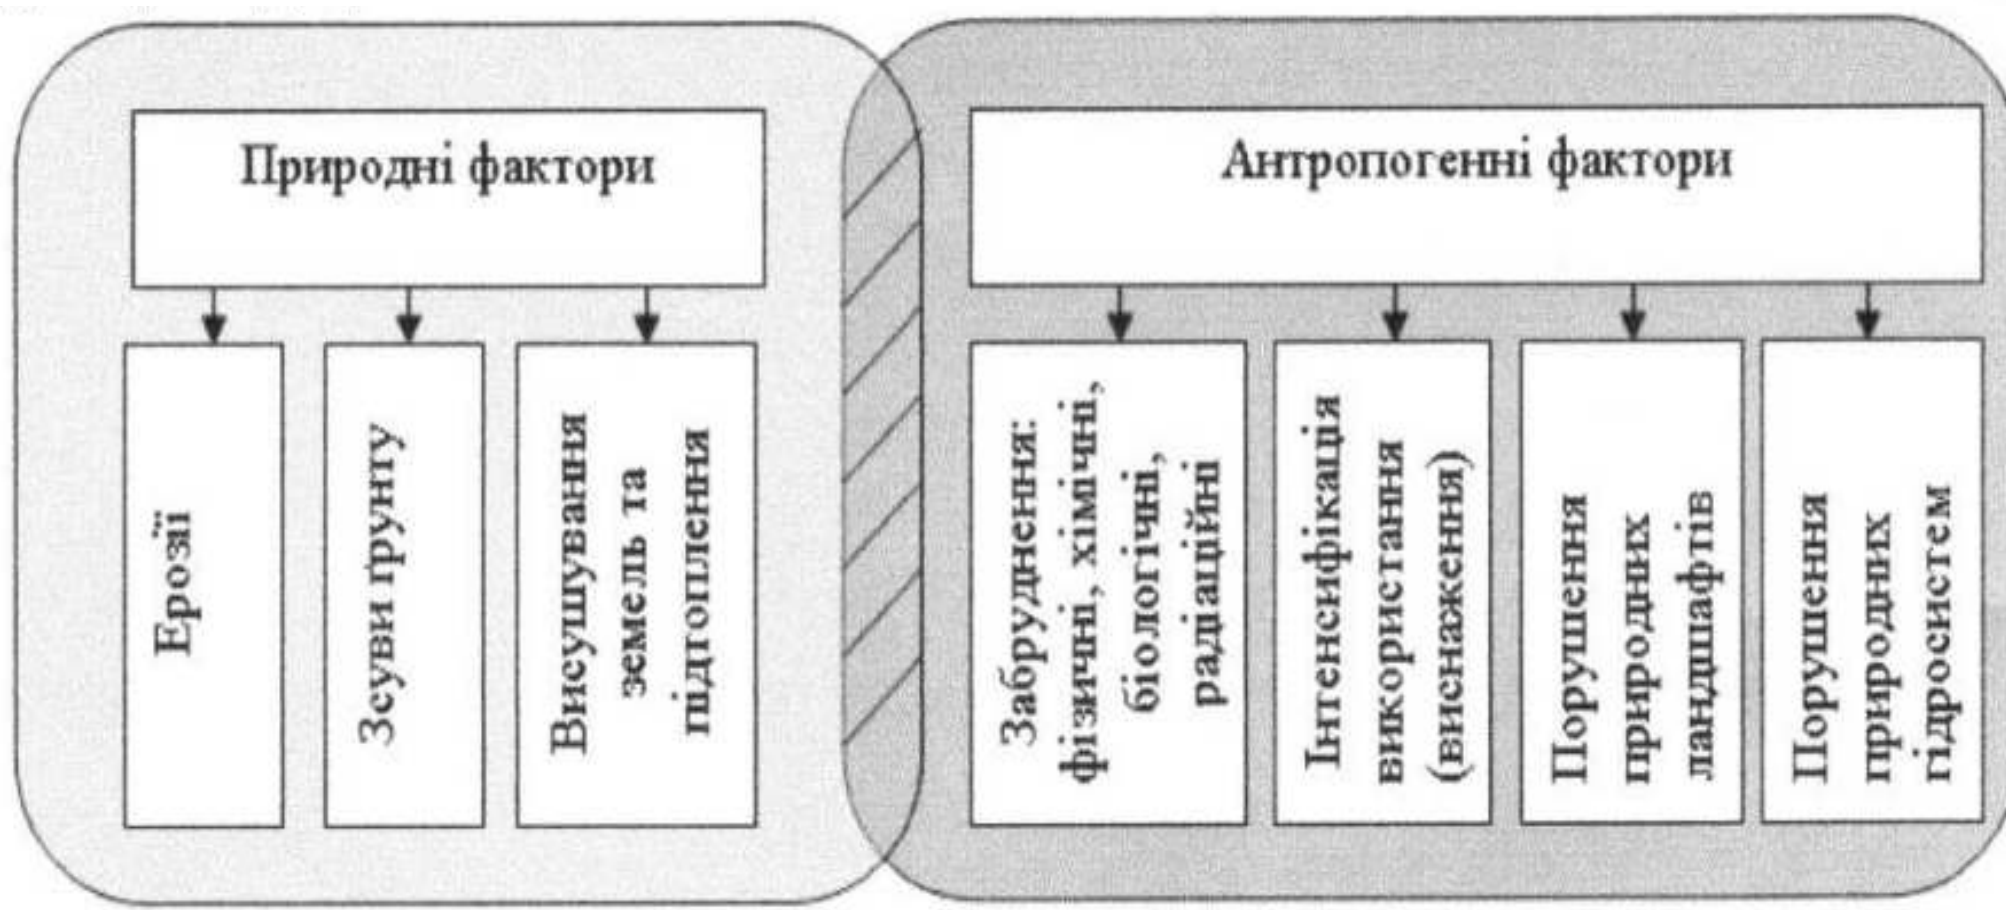 Природні фактори
Антропогенні фактори
Ерозії
Зсуви ґрунту
Висушування
земель та
підтоплення
Забруднення:
фізичні, хімічні,
біологічні,
радіаційні
Інтенсифікація
використання
(виснаження)
Порушення
природних
ландшафтів
Порушення
природних
гідросистем